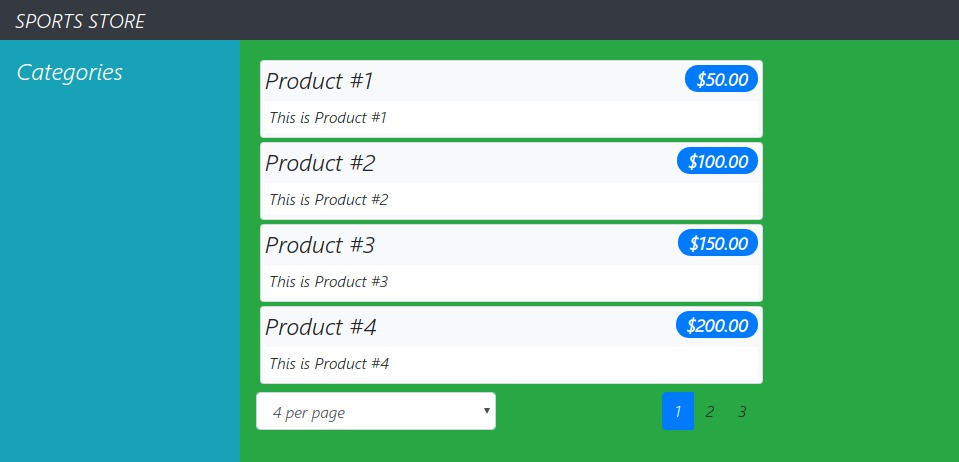 SPORTS STORE
Categories
Product #1 $50.00
This is Product #1
Product #2 $100.00
This is Product #2
Product #3 $150.00
This is Product #3
Product #4 $200.00
This is Product #4
4 per page 1 2 3